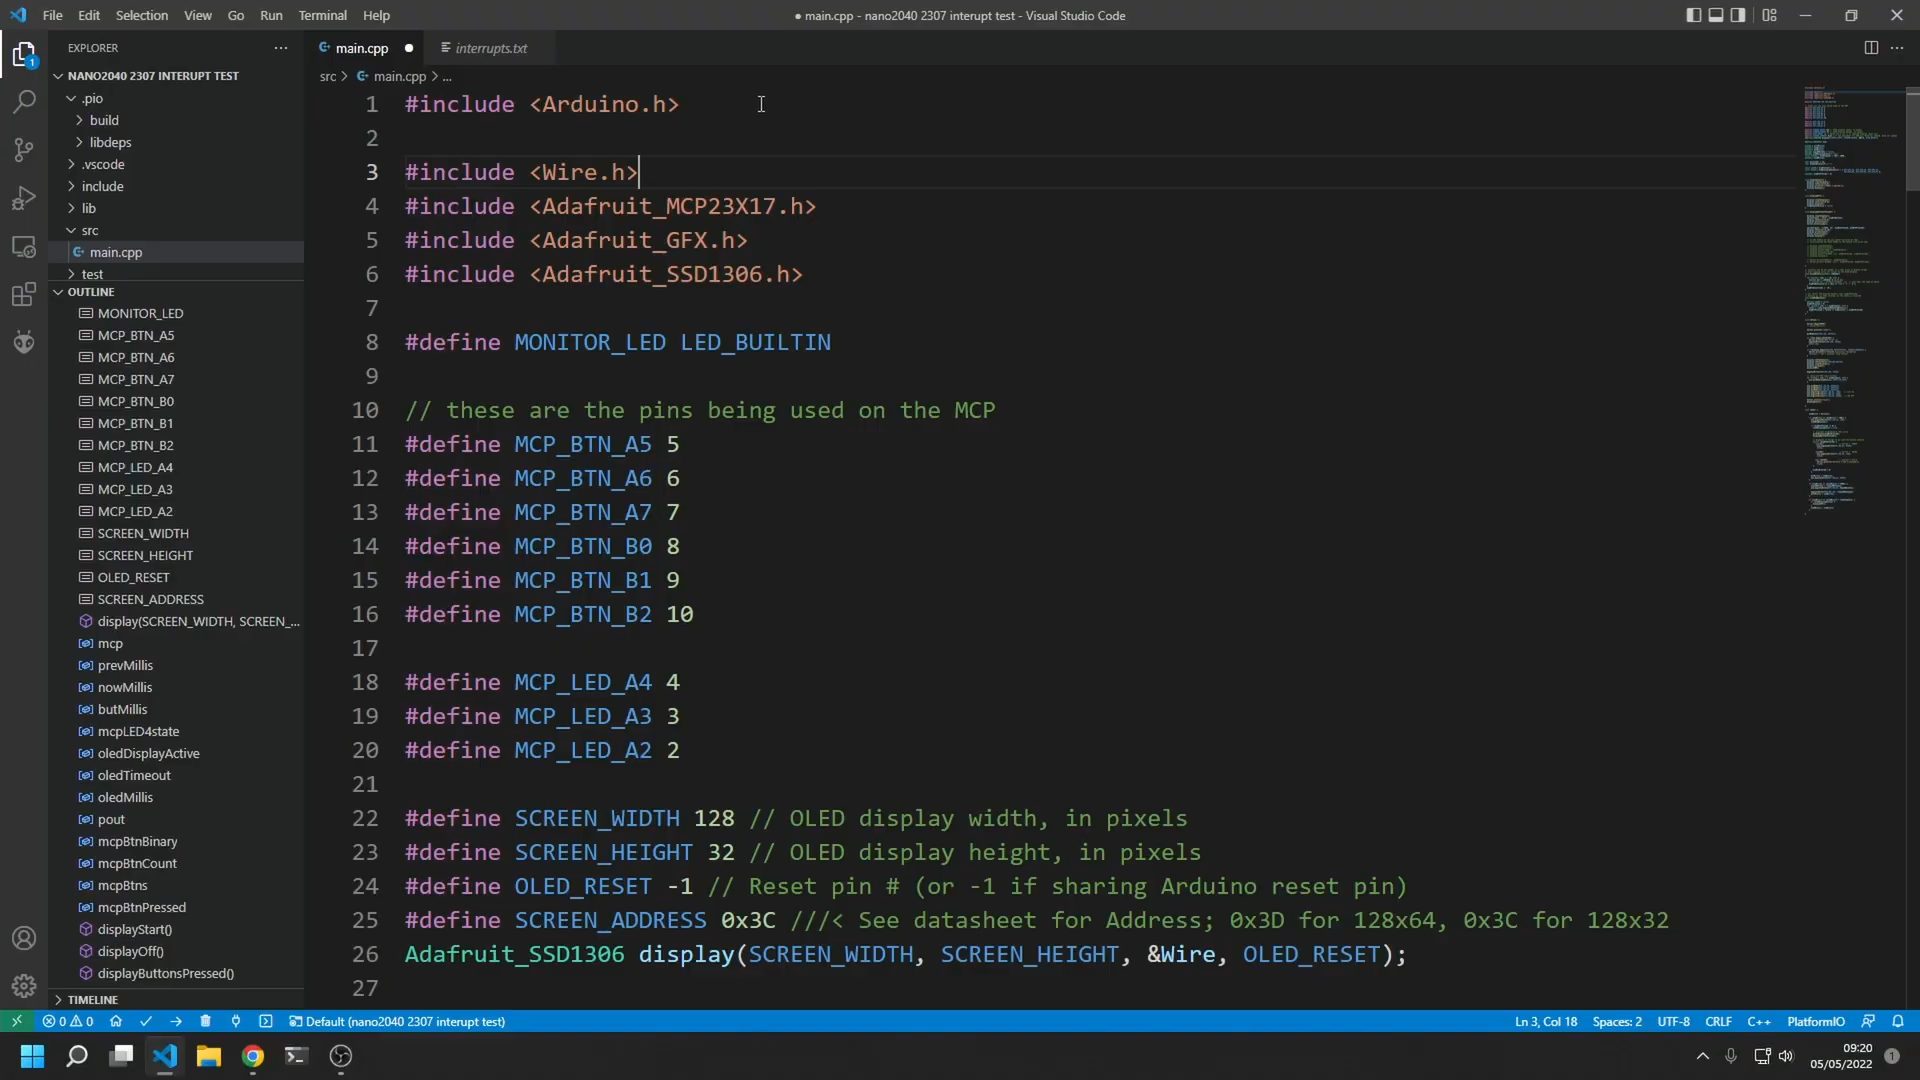 File Edit Selection View Go Run Terminal Help
● main.cpp - nano2040 2307 interupt test - Visual Studio Code
EXPLORER
NANO2040 2307 INTERUPT TEST
.pio
build
libdeps
.vscode
include
lib
src
main.cpp
test
OUTLINE
MONITOR_LED
MCP_BTN_A5
MCP_BTN_A6
MCP_BTN_A7
MCP_BTN_B0
MCP_BTN_B1
MCP_BTN_B2
MCP_LED_A4
MCP_LED_A3
MCP_LED_A2
SCREEN_WIDTH
SCREEN_HEIGHT
OLED_RESET
SCREEN_ADDRESS
display(SCREEN_WIDTH, SCREEN_...
mcp
prevMillis
nowMillis
butMillis
mcpLED4state
oledDisplayActive
oledTimeout
oledMillis
pout
mcpBtnBinary
mcpBtnCount
mcpBtns
mcpBtnPressed
displayStart()
displayOff()
displayButtonsPressed()
TIMELINE
main.cpp ● interrupts.txt
src > main.cpp > ...
1 #include <Arduino.h>
2
3 #include <Wire.h>
4 #include <Adafruit_MCP23X17.h>
5 #include <Adafruit_GFX.h>
6 #include <Adafruit_SSD1306.h>
7
8 #define MONITOR_LED LED_BUILTIN
9
10 // these are the pins being used on the MCP
11 #define MCP_BTN_A5 5
12 #define MCP_BTN_A6 6
13 #define MCP_BTN_A7 7
14 #define MCP_BTN_B0 8
15 #define MCP_BTN_B1 9
16 #define MCP_BTN_B2 10
17
18 #define MCP_LED_A4 4
19 #define MCP_LED_A3 3
20 #define MCP_LED_A2 2
21
22 #define SCREEN_WIDTH 128 // OLED display width, in pixels
23 #define SCREEN_HEIGHT 32 // OLED display height, in pixels
24 #define OLED_RESET -1 // Reset pin # (or -1 if sharing Arduino reset pin)
25 #define SCREEN_ADDRESS 0x3C ///< See datasheet for Address; 0x3D for 128x64, 0x3C for 128x32
26 Adafruit_SSD1306 display(SCREEN_WIDTH, SCREEN_HEIGHT, &Wire, OLED_RESET);
27
0 0 Default (nano2040 2307 interupt test) Ln 3, Col 18 Spaces: 2 UTF-8 CRLF C++ PlatformIO
1
09:20
05/05/2022
1